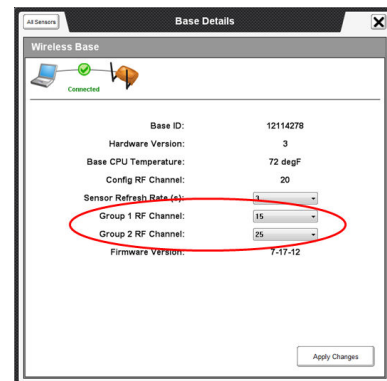 All Sensors
Base Details
X
Wireless Base
Connected
Base ID: 12114278
Hardware Version: 3
Base CPU Temperature: 72 degF
Config RF Channel: 20
Sensor Refresh Rate (s):
Group 1 RF Channel: 15
Group 2 RF Channel: 25
Firmware Version: 7-17-12
Apply Changes